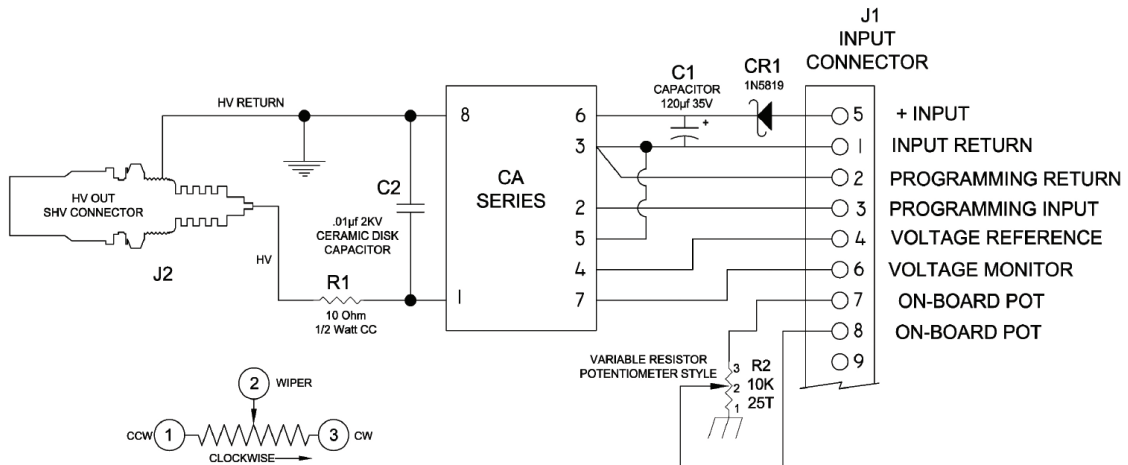 J1
INPUT
CONNECTOR
C1
CAPACITOR
120µf 35V
+
CR1
1N5819
HV RETURN
8
6
5
+ INPUT
3
1
INPUT RETURN
CA
SERIES
2
PROGRAMMING RETURN
C2
.01µf 2KV
CERAMIC DISK
CAPACITOR
HV OUT
SHV CONNECTOR
2
3
PROGRAMMING INPUT
5
4
VOLTAGE REFERENCE
J2
HV
4
6
VOLTAGE MONITOR
R1
10 Ohm
1/2 Watt CC
1
7
7
ON-BOARD POT
8
ON-BOARD POT
VARIABLE RESISTOR
POTENTIOMETER STYLE
3
2
1
R2
10K
25T
9
2
WIPER
CCW
1
3
CW
CLOCKWISE